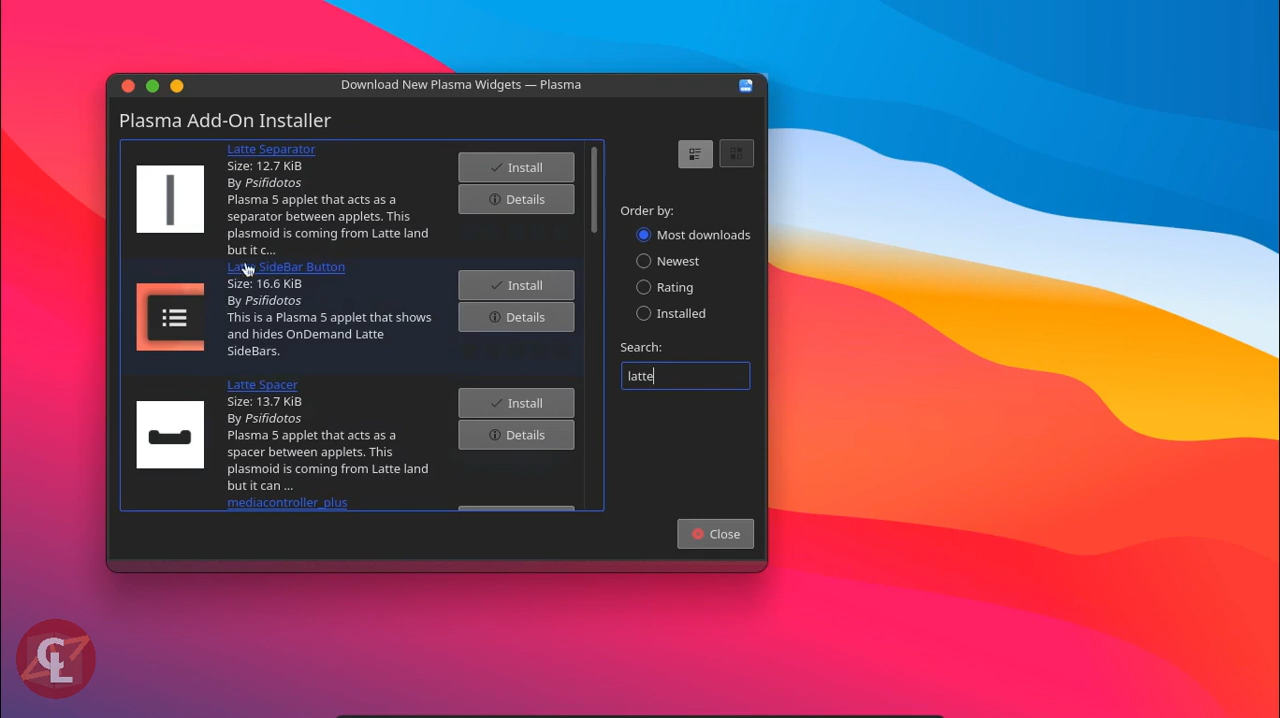 Download New Plasma Widgets — Plasma
Plasma Add-On Installer
Latte Separator
Size: 12.7 KiB
By Psifidotos
Plasma 5 applet that acts as a
separator between applets. This
plasmoid is coming from Latte land
but it c...
Install
Details
Latte SideBar Button
Size: 16.6 KiB
By Psifidotos
This is a Plasma 5 applet that shows
and hides OnDemand Latte
SideBars.
Install
Details
Latte Spacer
Size: 13.7 KiB
By Psifidotos
Plasma 5 applet that acts as a
spacer between applets. This
plasmoid is coming from Latte land
but it can ...
Install
Details
mediacontroller_plus
Order by:
Most downloads
Newest
Rating
Installed
Search:
latte
Close
CL